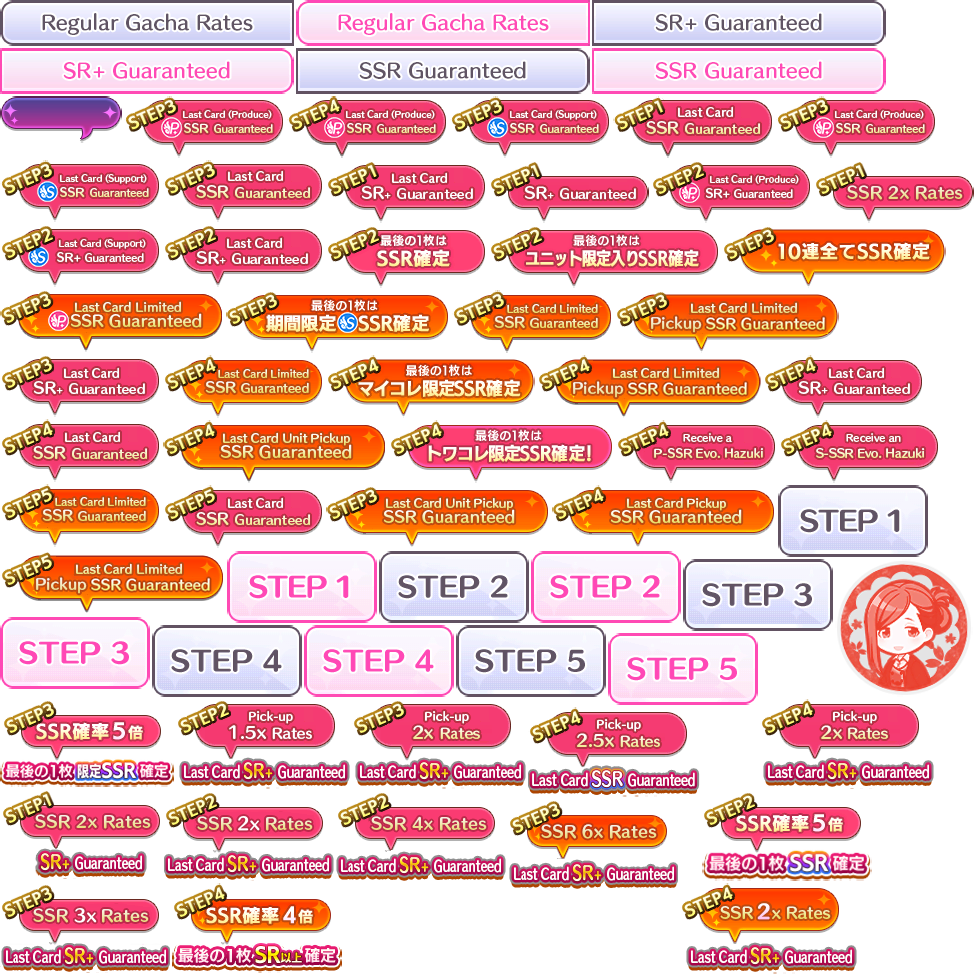 Regular Gacha Rates
Regular Gacha Rates
SR+ Guaranteed
SR+ Guaranteed
SSR Guaranteed
SSR Guaranteed
STEP3
Last Card (Produce)
P SSR Guaranteed
STEP4
Last Card (Produce)
P SSR Guaranteed
STEP3
Last Card (Support)
S SSR Guaranteed
STEP1
Last Card
SSR Guaranteed
STEP3
Last Card (Produce)
P SSR Guaranteed
STEP3
Last Card (Support)
S SSR Guaranteed
STEP3
Last Card
SSR Guaranteed
STEP1
Last Card
SR+ Guaranteed
STEP1
SR+ Guaranteed
STEP2
Last Card (Produce)
P SR+ Guaranteed
STEP1
SSR 2x Rates
STEP2
Last Card (Support)
S SR+ Guaranteed
STEP2
Last Card
SR+ Guaranteed
STEP2
最後の1枚は
SSR確定
STEP2
最後の1枚は
ユニット限定入りSSR確定
STEP3
10連全てSSR確定
STEP3
Last Card Limited
P SSR Guaranteed
STEP3
最後の1枚は
期間限定 S SSR確定
STEP3
Last Card Limited
SSR Guaranteed
STEP3
Last Card Limited
Pickup SSR Guaranteed
STEP3
Last Card
SR+ Guaranteed
STEP4
Last Card Limited
SSR Guaranteed
STEP4
最後の1枚は
マイコレ限定SSR確定
STEP4
Last Card Limited
Pickup SSR Guaranteed
STEP4
Last Card
SR+ Guaranteed
STEP4
Last Card
SSR Guaranteed
STEP4
Last Card Unit Pickup
SSR Guaranteed
STEP4
最後の1枚は
トワコレ限定SSR確定!
STEP4
Receive a
P-SSR Evo. Hazuki
STEP4
Receive an
S-SSR Evo. Hazuki
STEP5
Last Card Limited
SSR Guaranteed
STEP5
Last Card
SSR Guaranteed
STEP3
Last Card Unit Pickup
SSR Guaranteed
STEP4
Last Card Pickup
SSR Guaranteed
STEP 1
STEP5
Last Card Limited
Pickup SSR Guaranteed
STEP 1
STEP 2
STEP 2
STEP 3
STEP 3
STEP 4
STEP 4
STEP 5
STEP 5
STEP3
SSR確率5倍
最後の1枚限定SSR確定
STEP2
Pick-up
1.5x Rates
Last Card SR+ Guaranteed
STEP3
Pick-up
2x Rates
Last Card SR+ Guaranteed
STEP4
Pick-up
2.5x Rates
Last Card SSR Guaranteed
STEP4
Pick-up
2x Rates
Last Card SR+ Guaranteed
STEP1
SSR 2x Rates
SR+ Guaranteed
STEP2
SSR 2x Rates
Last Card SR+ Guaranteed
STEP2
SSR 4x Rates
Last Card SR+ Guaranteed
STEP3
SSR 6x Rates
Last Card SR+ Guaranteed
STEP2
SSR確率5倍
最後の1枚SSR確定
STEP3
SSR 3x Rates
Last Card SR+ Guaranteed
STEP4
SSR確率4倍
最後の1枚SR以上確定
STEP4
SSR 2x Rates
Last Card SR+ Guaranteed